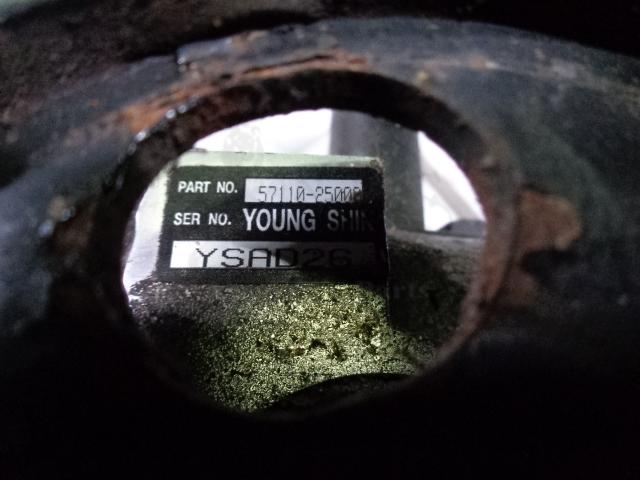 PART NO. 57110-25000
SER NO. YOUNG SHIN
YSAD26